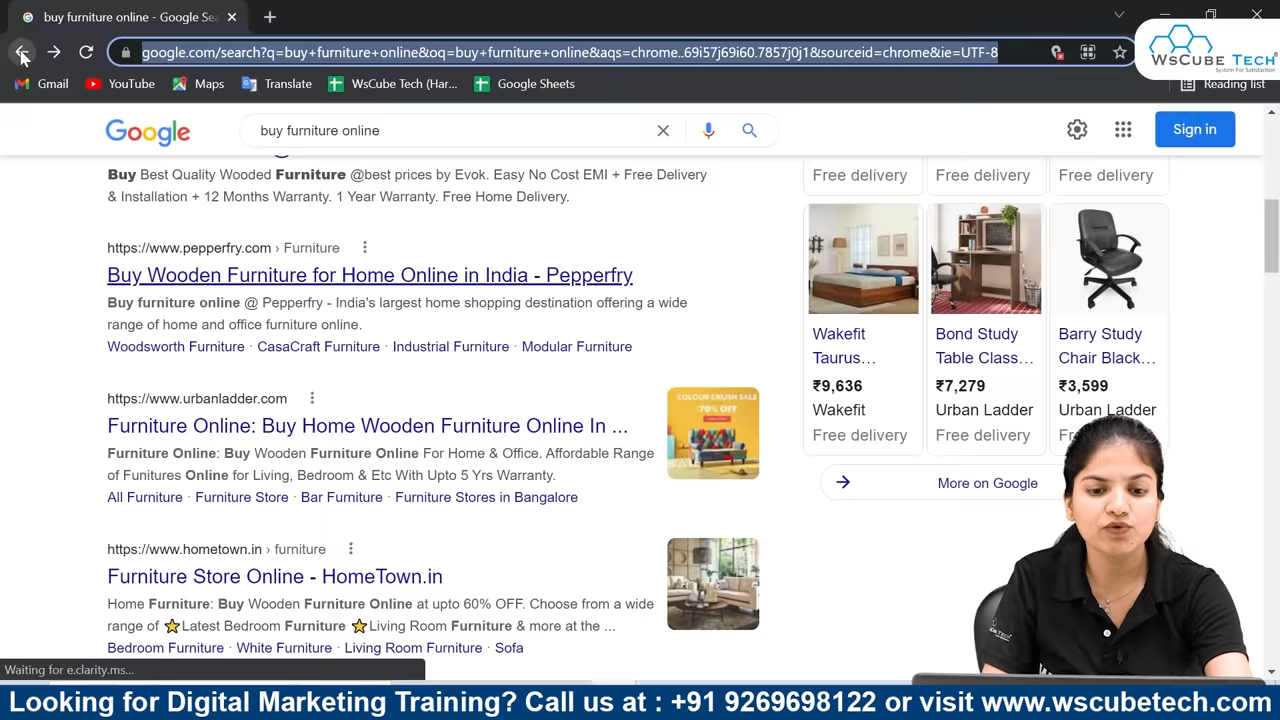 buy furniture online - Google Sea
google.com/search?q=buy+furniture+online&oq=buy+furniture+online&aqs=chrome..69i57j69i60.7857j0j1&sourceid=chrome&ie=UTF-8
WsCUBE TECH
System For Satisfaction
Gmail
YouTube
Maps
Translate
WsCube Tech (Har...
Reading list
Google
buy furniture online
Sign in
Buy Best Quality Wooded Furniture @best prices by Evok. Easy No Cost EMI + Free Delivery
& Installation + 12 Months Warranty. 1 Year Warranty. Free Home Delivery.
https://www.pepperfry.com › Furniture
Buy Wooden Furniture for Home Online in India - Pepperfry
Buy furniture online @ Pepperfry - India's largest home shopping destination offering a wide
range of home and office furniture online.
Woodsworth Furniture · CasaCraft Furniture · Industrial Furniture · Modular Furniture
https://www.urbanladder.com
Furniture Online: Buy Home Wooden Furniture Online In ...
Furniture Online: Buy Wooden Furniture Online For Home & Office. Affordable Range
of Funitures Online for Living, Bedroom & Etc With Upto 5 Yrs Warranty.
All Furniture · Furniture Store · Bar Furniture · Furniture Stores in Bangalore
COLOUR CRUSH SALE
70% OFF
https://www.hometown.in › furniture
Furniture Store Online - HomeTown.in
Home Furniture: Buy Wooden Furniture Online at upto 60% OFF. Choose from a wide
range of ⭐Latest Bedroom Furniture ⭐Living Room Furniture & more at the ...
Bedroom Furniture · White Furniture · Living Room Furniture · Sofa
Free delivery
Free delivery
Free delivery
Wakefit
Taurus...
₹9,636
Wakefit
Free delivery
Bond Study
Table Class...
₹7,279
Urban Ladder
Free delivery
Barry Study
Chair Black...
₹3,599
Urban Ladder
More on Google
Waiting for e.clarity.ms...
Looking for Digital Marketing Training? Call us at : +91 9269698122 or visit www.wscubetech.com